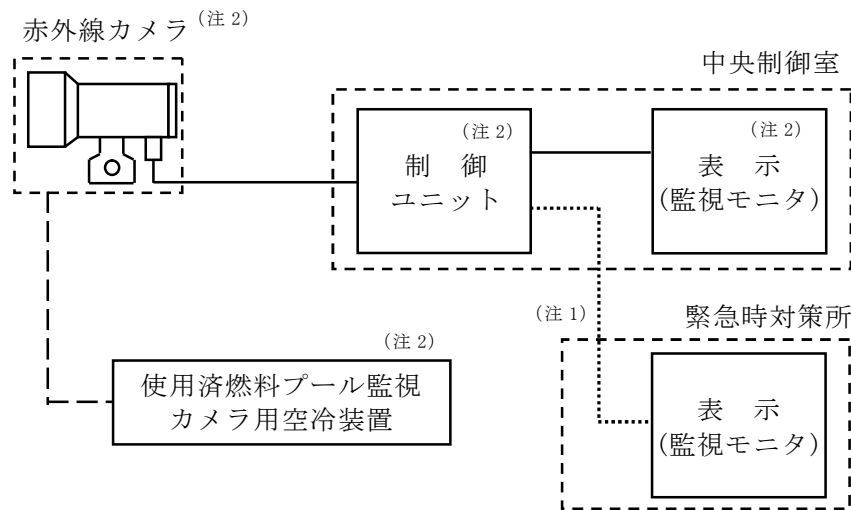 赤外線カメラ(注2)
中央制御室
(注2)
制 御
ユニット
(注2)
表 示
(監視モニタ)
(注1)
緊急時対策所
表 示
(監視モニタ)
(注2)
使用済燃料プール監視
カメラ用空冷装置